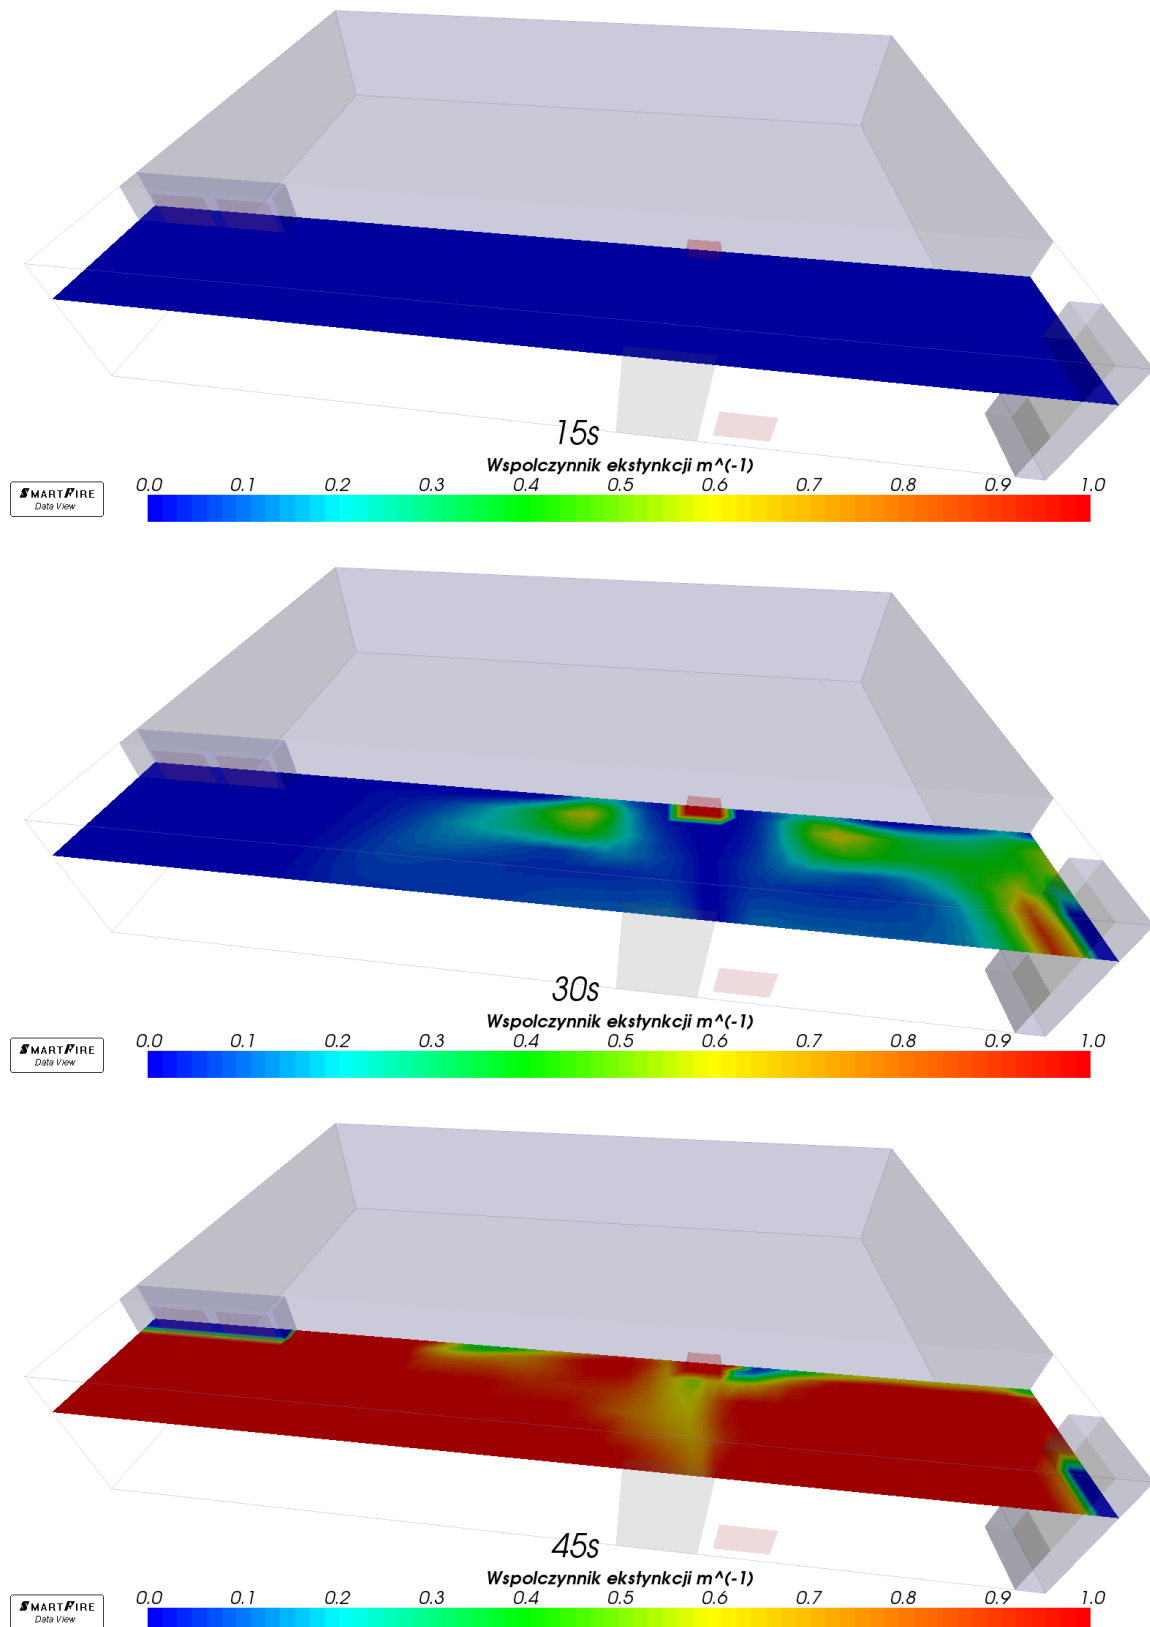 15s
Wspolczynnik ekstynkcji m^(-1)
SMARTFIRE
Data View
0.0 0.1 0.2 0.3 0.4 0.5 0.6 0.7 0.8 0.9 1.0
30s
Wspolczynnik ekstynkcji m^(-1)
SMARTFIRE
Data View
0.0 0.1 0.2 0.3 0.4 0.5 0.6 0.7 0.8 0.9 1.0
45s
Wspolczynnik ekstynkcji m^(-1)
SMARTFIRE
Data View
0.0 0.1 0.2 0.3 0.4 0.5 0.6 0.7 0.8 0.9 1.0